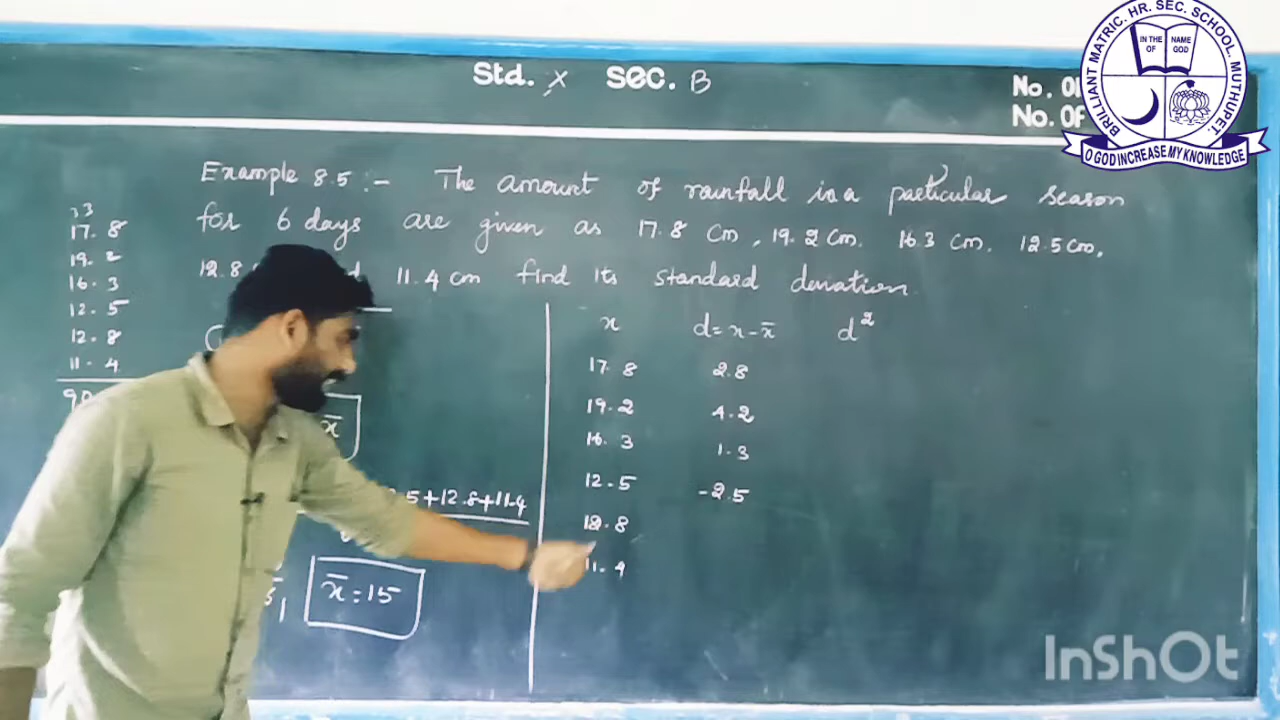 Std. X SEC. B
No. OF
No. OF
BRILLIANT MATRIC. HR. SEC. SCHOOL. MUTHUPET.
IN THE NAME
OF GOD
O GOD INCREASE MY KNOWLEDGE
Example 8.5 :- The amount of rainfall in a particular season
for 6 days are given as 17.8 cm, 19.2 cm. 16.3 cm. 12.5 cm,
12.8 11.4 cm find its standard deviation.
17.8
19.2
16.3
12.5
12.8
11.4
90
x̄
.5+12.8+11.4
x̄ = 15
x d = x - x̄ d²
17.8 2.8
19.2 4.2
16.3 1.3
12.5 -2.5
12.8
11.4
InShOt